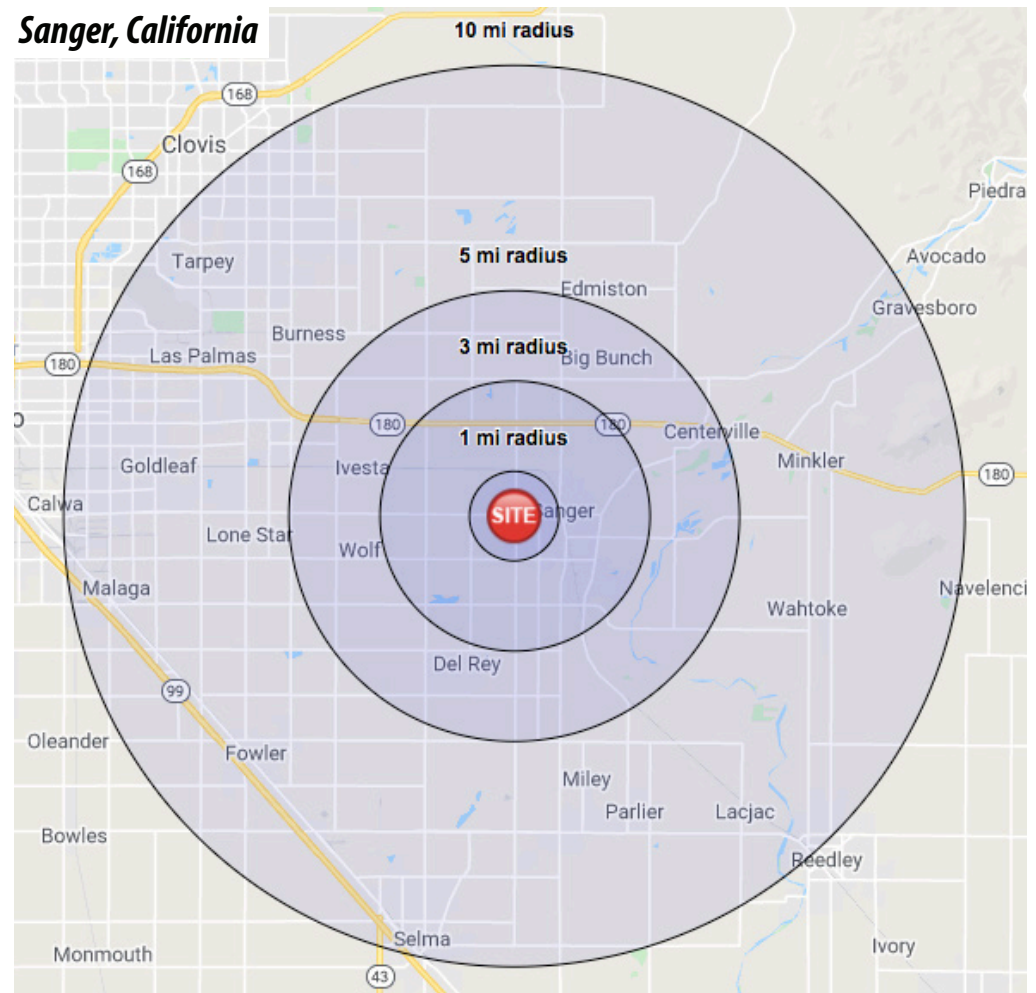 Sanger, California
10 mi radius
168
Clovis
168
Piedra
Tarpey
5 mi radius
Avocado
Edmiston
Gravesboro
Burness
3 mi radius
Las Palmas
Big Bunch
180
180
180
1 mi radius
Centerville
Minkler
Goldleaf
Ivesta
180
Calwa
SITE
Sanger
Lone Star
Wolf
Malaga
Navelenci
Wahtoke
Del Rey
99
Oleander
Fowler
Miley
Parlier
Lacjac
Bowles
Reedley
Selma
Ivory
Monmouth
43